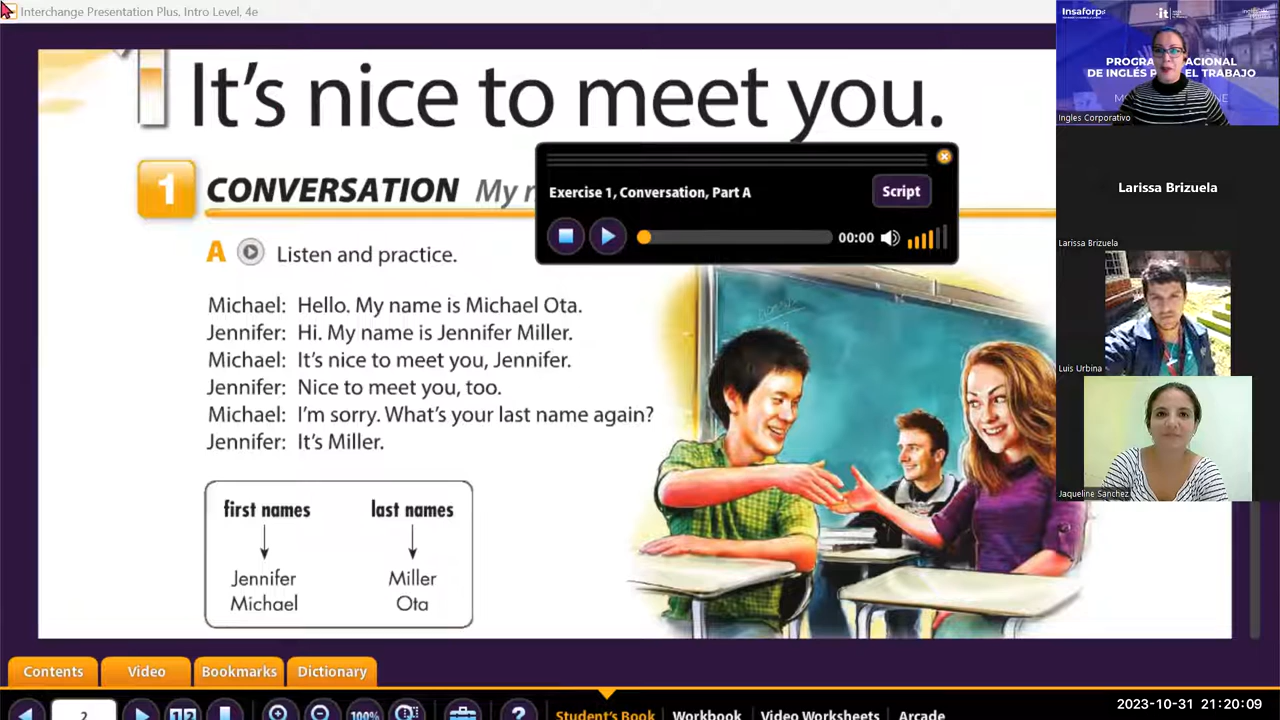 Interchange Presentation Plus, Intro Level, 4e
It's nice to meet you.
1 CONVERSATION My n
Exercise 1, Conversation, Part A
Script
00:00
A Listen and practice.
Michael: Hello. My name is Michael Ota.
Jennifer: Hi. My name is Jennifer Miller.
Michael: It's nice to meet you, Jennifer.
Jennifer: Nice to meet you, too.
Michael: I'm sorry. What's your last name again?
Jennifer: It's Miller.
first names last names
Jennifer Miller
Michael Ota
Contents Video Bookmarks Dictionary
2
100%
?
Student's Book Workbook Video Worksheets Arcade
Insaforp
it
DE INGLÉS EL TRABAJO
Ingles Corporativo
Larissa Brizuela
Larissa Brizuela
Luis Urbina
Jaqueline Sanchez
2023-10-31 21:20:09